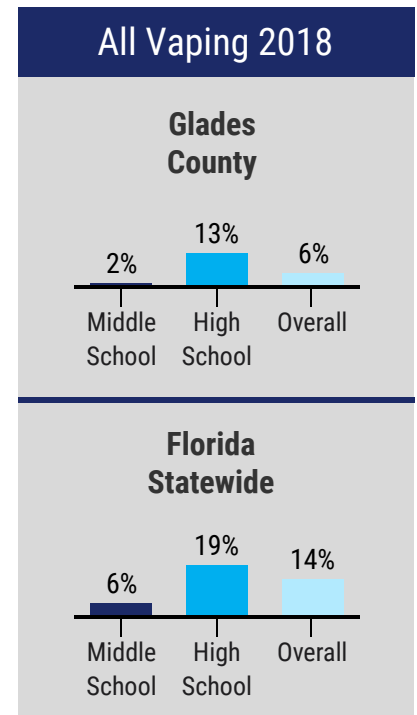 All Vaping 2018
Glades
County
2%
13%
6%
Middle
School
High
School
Overall
Florida
Statewide
6%
19%
14%
Middle
School
High
School
Overall